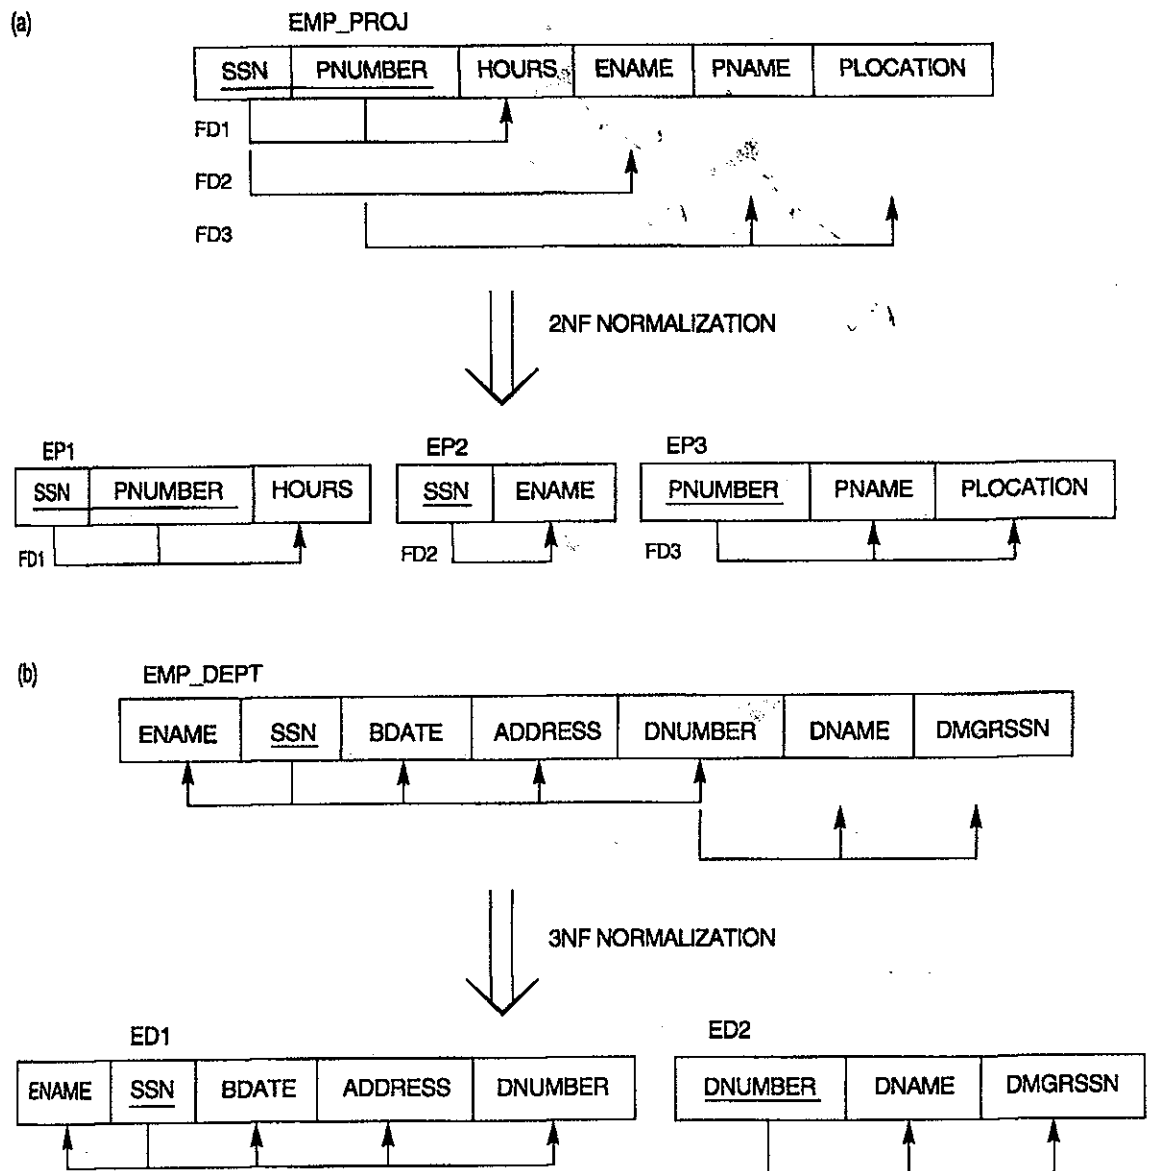 (a)
EMP_PROJ
SSN PNUMBER HOURS ENAME PNAME PLOCATION
FD1
FD2
FD3
2NF NORMALIZATION
EP1
SSN PNUMBER HOURS
FD1
EP2
SSN ENAME
FD2
EP3
PNUMBER PNAME PLOCATION
FD3
(b)
EMP_DEPT
ENAME SSN BDATE ADDRESS DNUMBER DNAME DMGRSSN
3NF NORMALIZATION
ED1
ENAME SSN BDATE ADDRESS DNUMBER
ED2
DNUMBER DNAME DMGRSSN